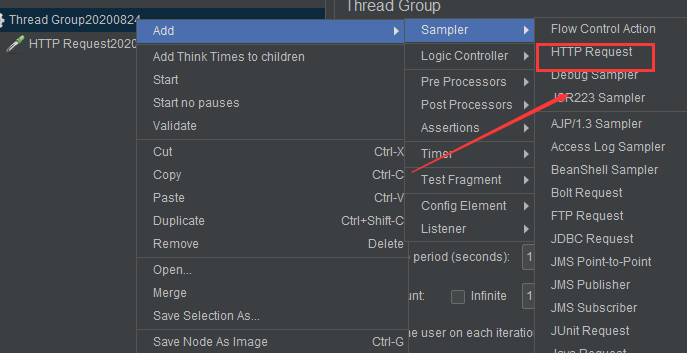 Thread Group20200824
HTTP Request2020
Thread Group
Add
Add Think Times to children
Start
Start no pauses
Validate
Cut Ctrl-X
Copy Ctrl-C
Paste Ctrl-V
Duplicate Ctrl+Shift-C
Remove Delete
Open...
Merge
Save Selection As...
Save Node As Image Ctrl-G
Sampler
Logic Controller
Pre Processors
Post Processors
Assertions
Timer
Test Fragment
Config Element
Listener
period (seconds): 1
unt: Infinite 1
ne user on each iteration
Flow Control Action
HTTP Request
Debug Sampler
JSR223 Sampler
AJP/1.3 Sampler
Access Log Sampler
BeanShell Sampler
Bolt Request
FTP Request
JDBC Request
JMS Point-to-Point
JMS Publisher
JMS Subscriber
JUnit Request
Java Request